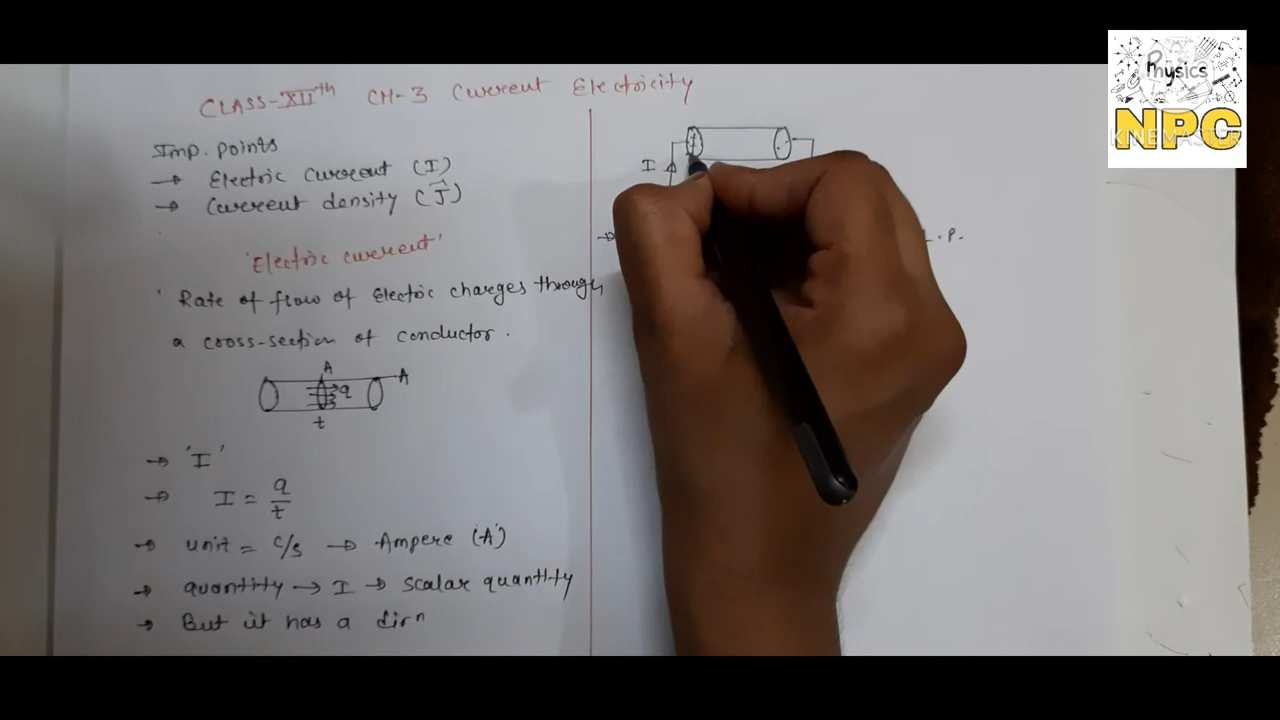 CLASS-XIIth CH-3 Current Electricity
Imp. points
→ Electric Current (I)
→ Current density (J⃗)
'Electric current'
Rate of flow of Electric charges through
a cross-section of conductor.
A
A
q
t
→ 'I'
→ I = q/t
→ unit = C/s → Ampere (A)
→ quantity → I → scalar quantity
→ But it has a dirn
I
→
. P.
Physics
NPC
KINEMASTER